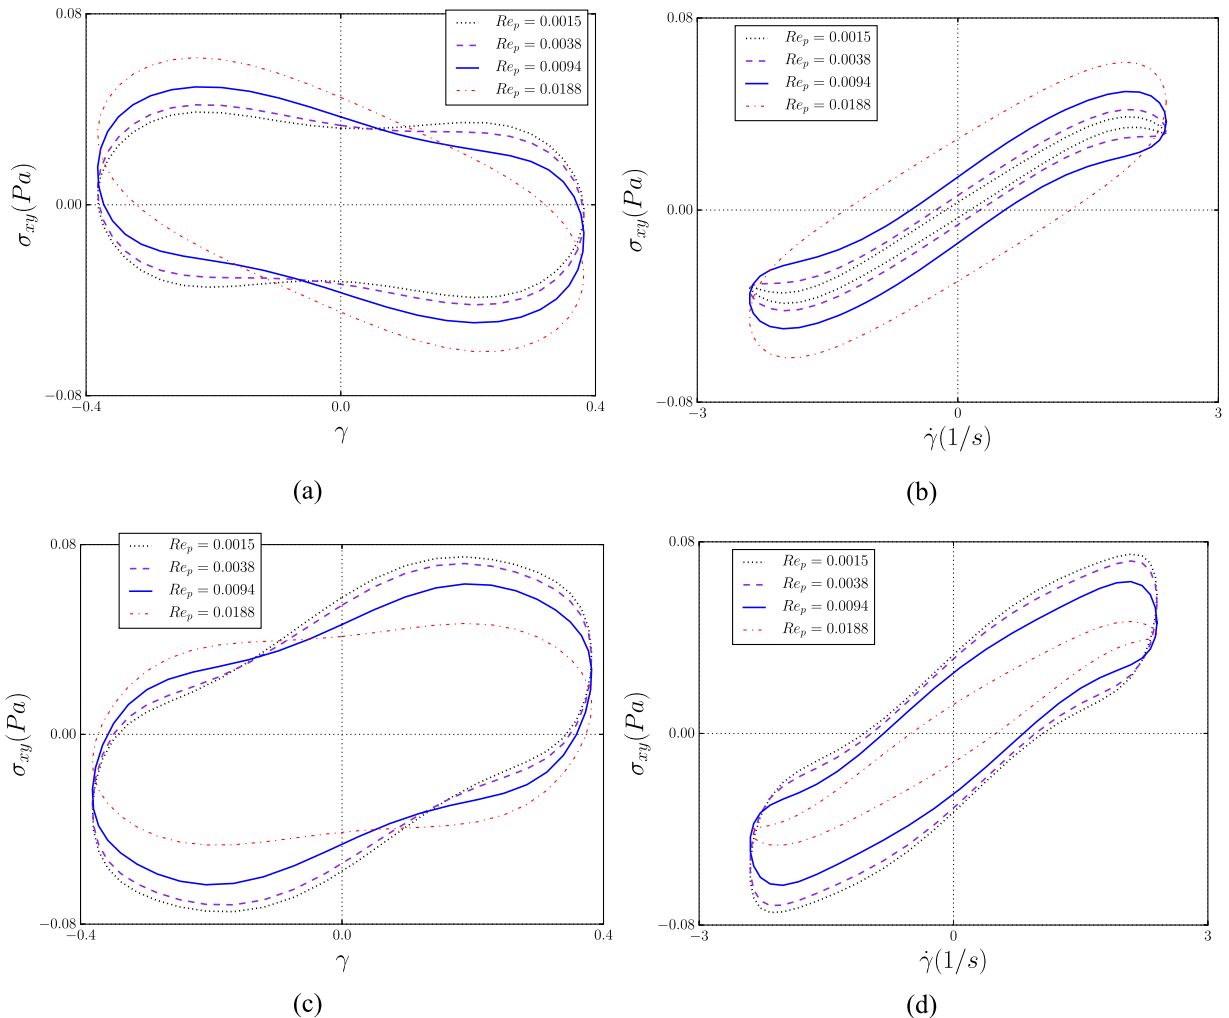 0.08
Re_p = 0.0015
Re_p = 0.0038
Re_p = 0.0094
Re_p = 0.0188
σ_xy(Pa)
0.00
−0.08
−0.4
0.0
0.4
γ
(a)
0.08
Re_p = 0.0015
Re_p = 0.0038
Re_p = 0.0094
Re_p = 0.0188
σ_xy(Pa)
0.00
−0.08
−3
0
3
γ̇(1/s)
(b)
0.08
Re_p = 0.0015
Re_p = 0.0038
Re_p = 0.0094
Re_p = 0.0188
σ_xy(Pa)
0.00
−0.08
−0.4
0.0
0.4
γ
(c)
0.08
Re_p = 0.0015
Re_p = 0.0038
Re_p = 0.0094
Re_p = 0.0188
σ_xy(Pa)
0.00
−0.08
−3
0
3
γ̇(1/s)
(d)